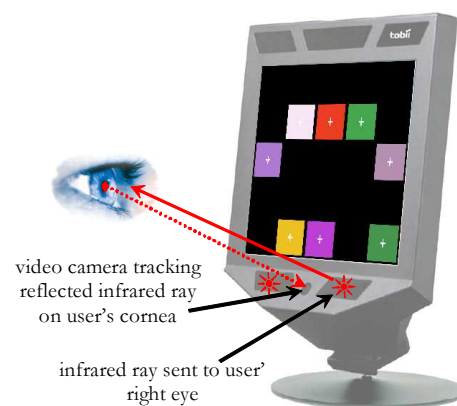 tobii
video camera tracking
reflected infrared ray
on user's cornea
infrared ray sent to user'
right eye